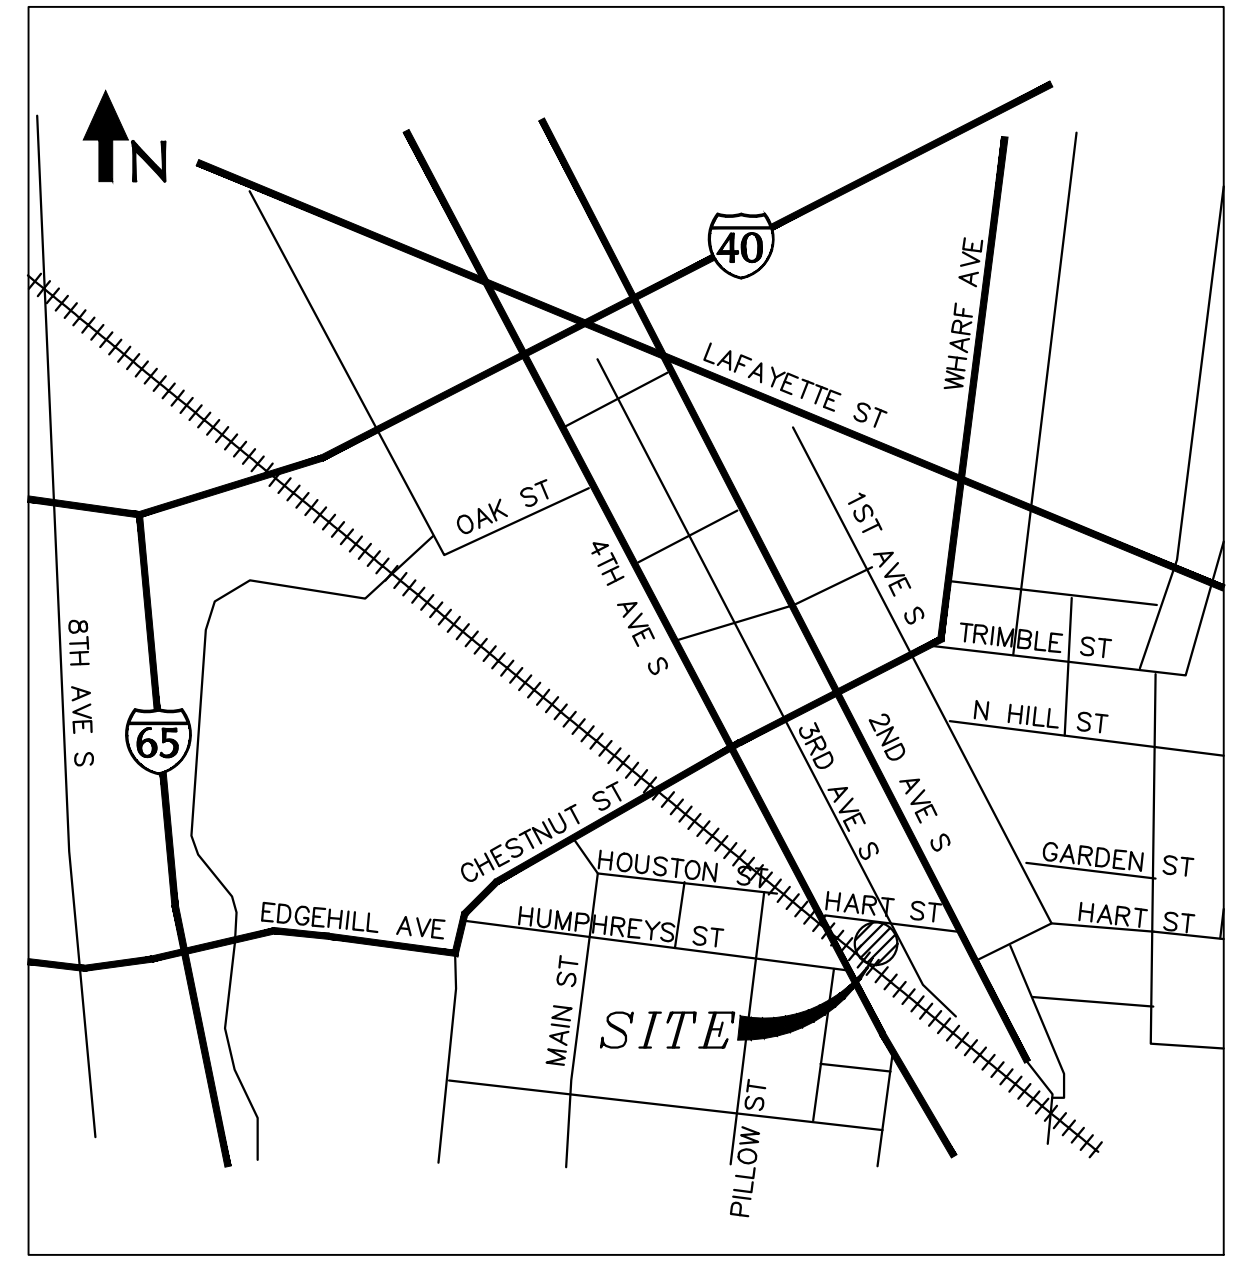 N
40
WHARF AVE
LAFAYETTE ST
OAK ST
1ST AVE S
4TH AVE S
8TH AVE S
TRIMBLE ST
N HILL ST
65
3RD AVE S
2ND AVE S
CHESTNUT ST
HOUSTON ST
GARDEN ST
EDGEHILL AVE
HUMPHREYS ST
HART ST
HART ST
MAIN ST
SITE
PILLOW ST